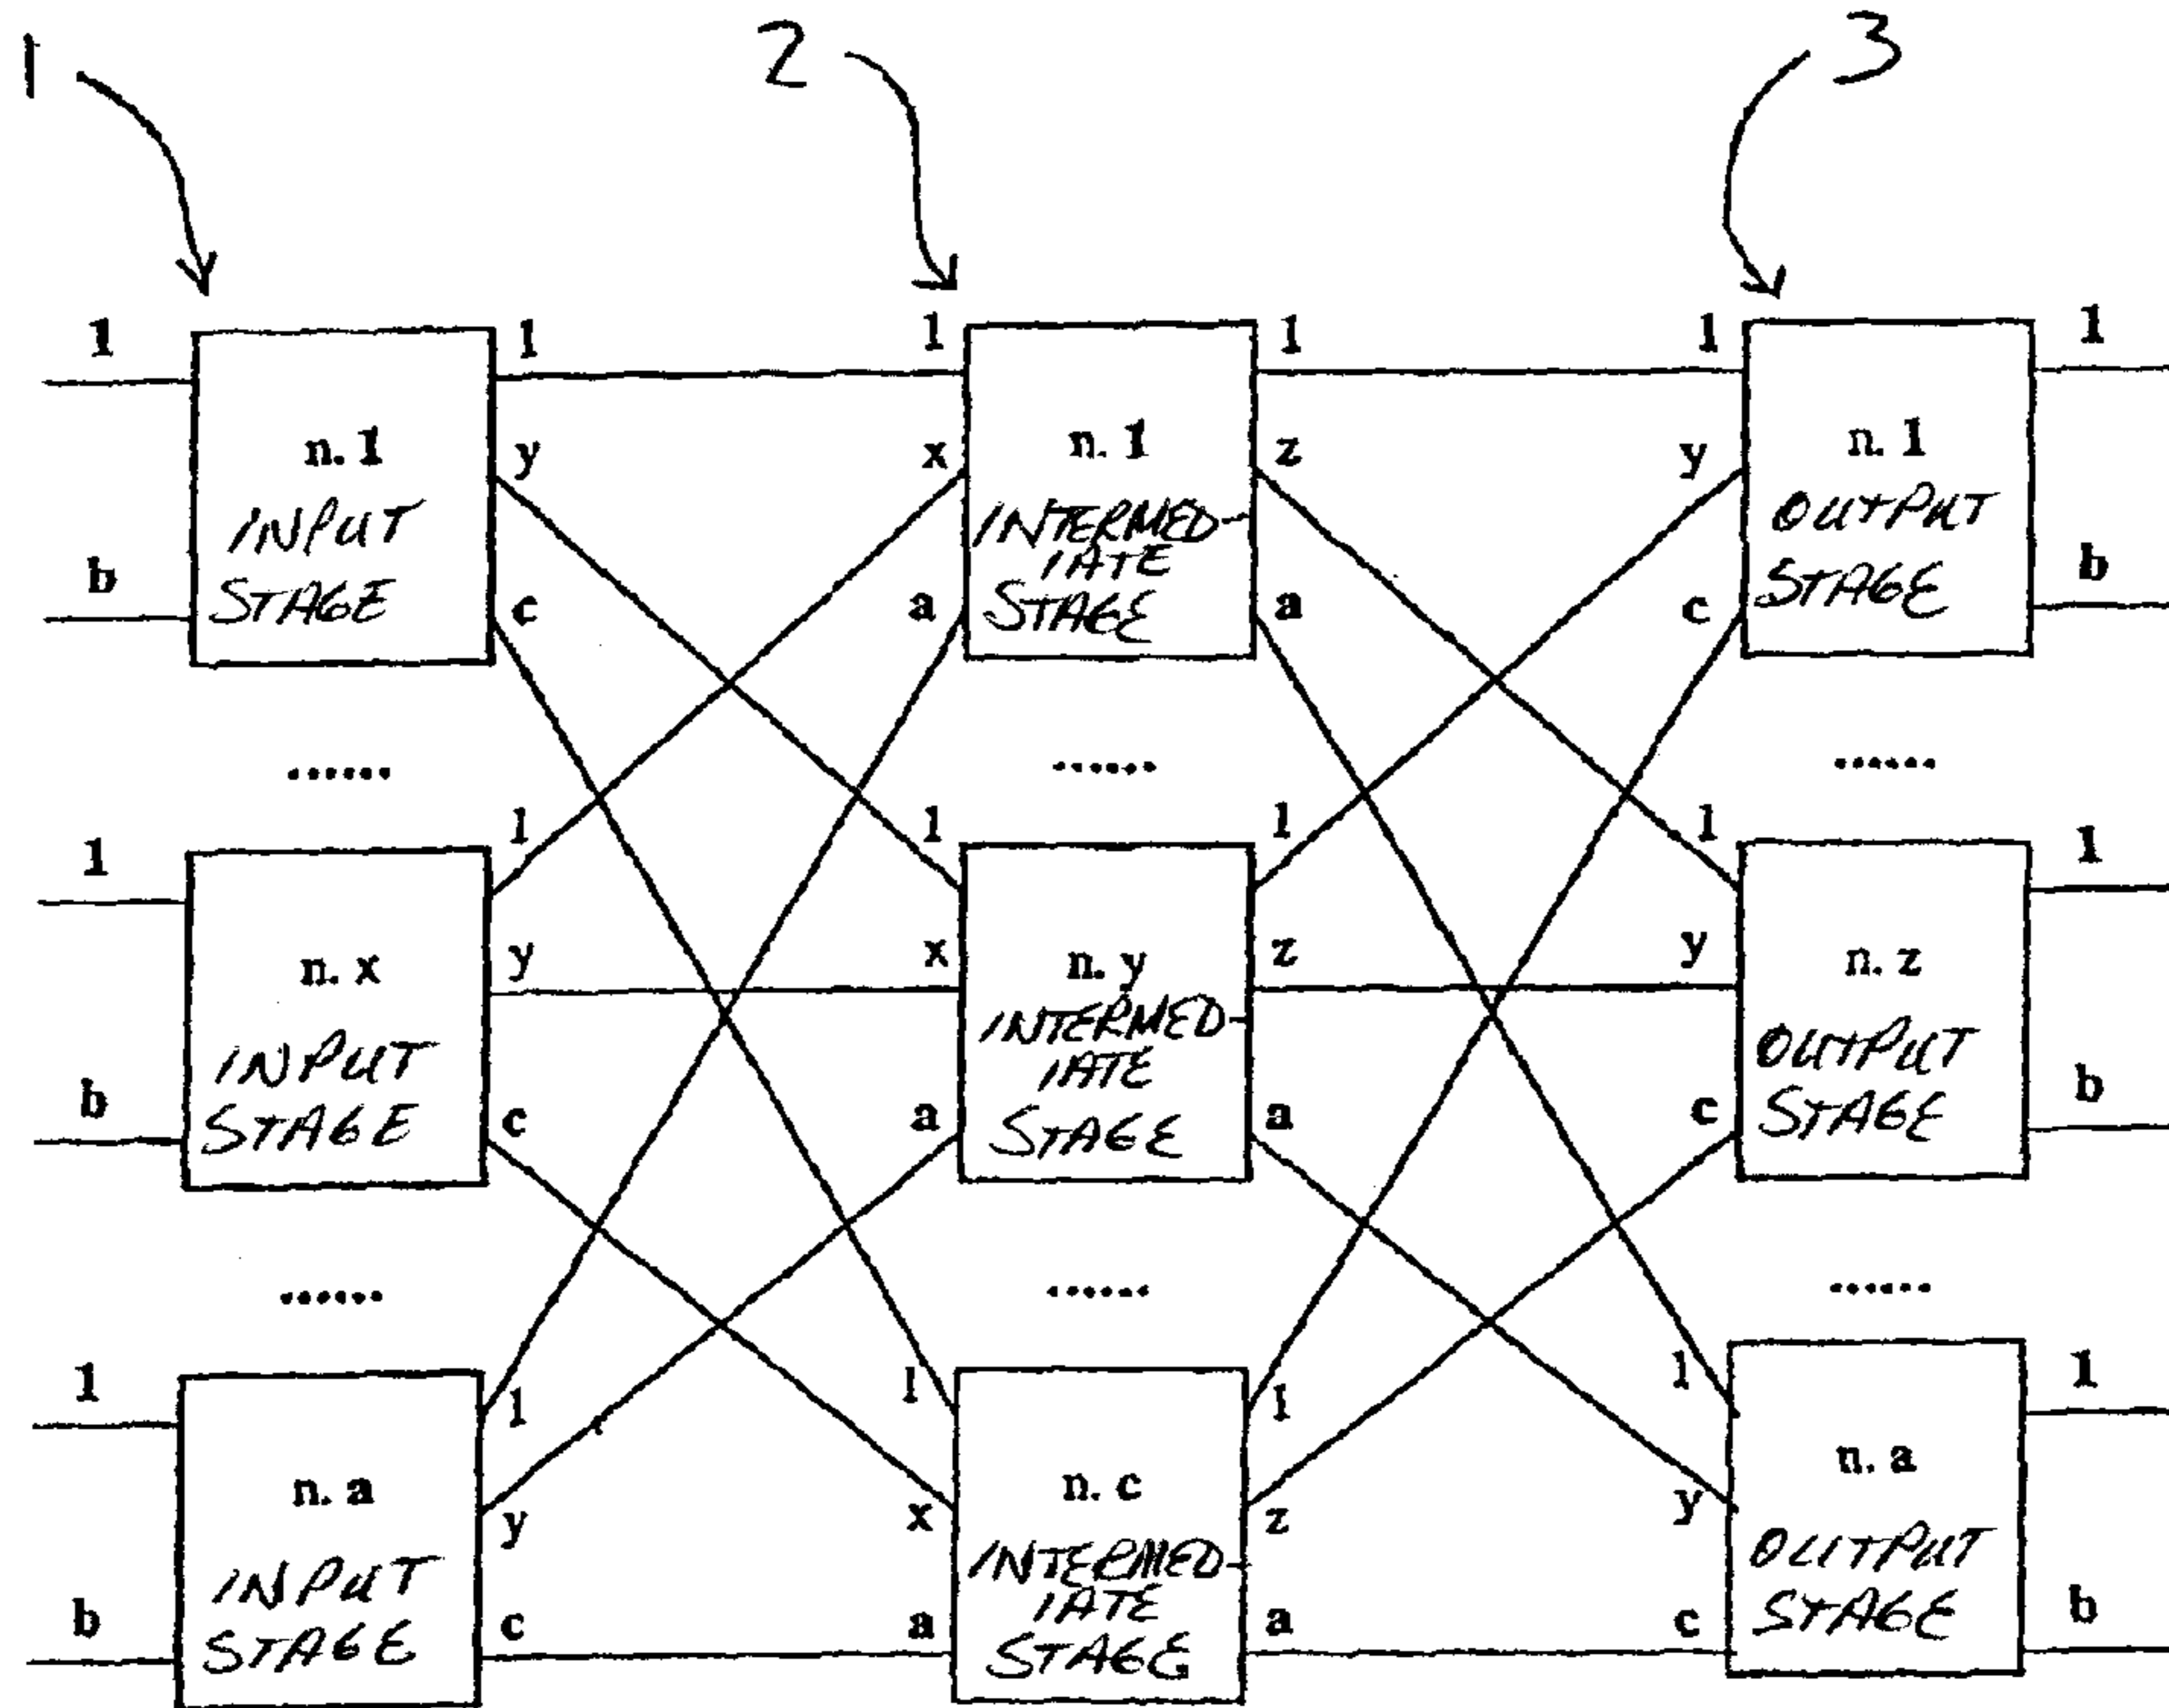 1 2 3
1 1 1 1 1 1
n. 1 n. 1 n. 1
y x z y
INPUT INTERMED- OUTPUT
IATE
b STAGE c a STAGE a c STAGE b
...... ...... ......
1 1 1 1 1 1
n. x n. y n. z
y x z y
INPUT INTERMED- OUTPUT
IATE
b STAGE c a STAGE a c STAGE b
...... ...... ......
1 1 1 1 1 1
n. a n. c n. a
y x z y
INPUT INTERMED- OUTPUT
IATE
b STAGE c a STAGE a c STAGE b